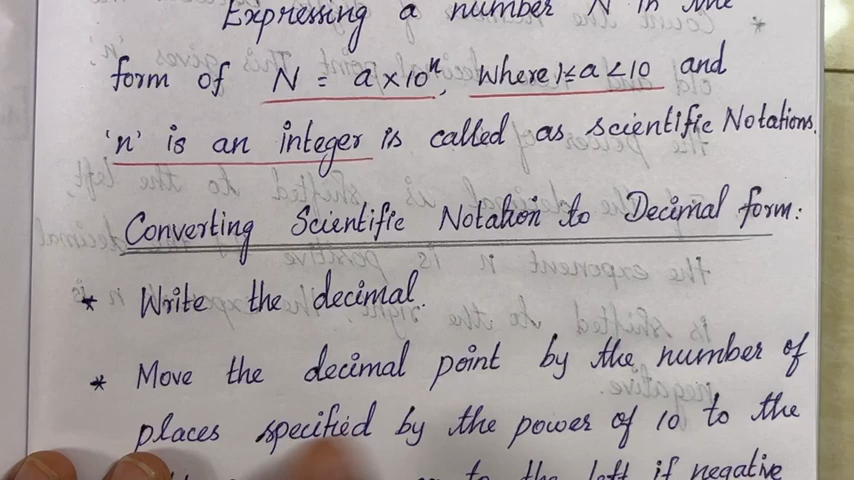 Expressing a number N in the
form of N = a×10ⁿ, Where 1≤a<10 and
'n' is an integer is called as scientific Notations.
Converting Scientific Notation to Decimal form:
* Write the decimal.
* Move the decimal point by the number of
places specified by the power of 10 to the
to the left if negative